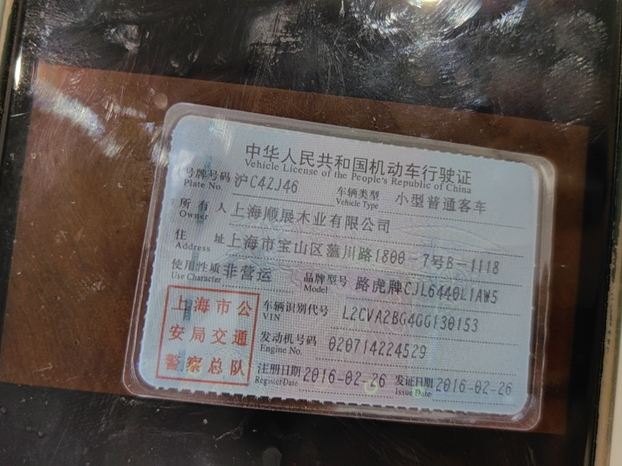 中华人民共和国机动车行驶证
Vehicle License of the People's Republic of China
号牌号码 沪C42J46 车辆类型 小型普通客车
Plate No. Vehicle Type
所有人 上海顺展木业有限公司
Owner
住址 上海市宝山区蕰川路1800-7号B-1118
Address
使用性质 非营运 品牌型号 路虎牌CJL6440L1AW5
Use Character Model
上海市公
安局交通
警察总队
车辆识别代号 L2CVA2BG4GG130153
VIN
发动机号码 020714224529
Engine No.
注册日期 2016-02-26 发证日期 2016-02-26
Register Date Issue Date